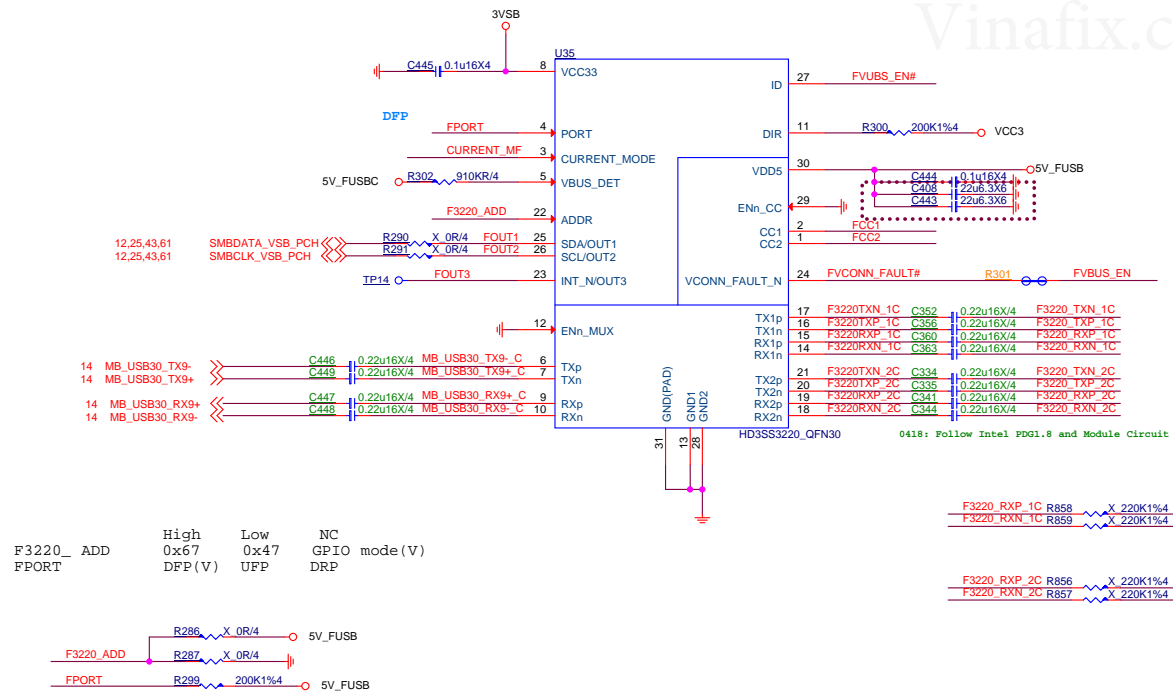 Vinafix.c
3VSB
U35
C445 0.1u16X4 8 VCC33
ID 27 FVUBS_EN#
DFP
FPORT 4 PORT
DIR 11 R300 200K1%4 VCC3
CURRENT_MF 3 CURRENT_MODE
VDD5 30 5V_FUSB
C444 0.1u16X4
5V_FUSBC R302 910KR/4 5 VBUS_DET
C408 22u6.3X6
ENn_CC 29 C443 22u6.3X6
F3220_ADD 22 ADDR
CC1 2 FCC1
CC2 1 FCC2
12,25,43,61 SMBDATA_VSB_PCH R290 X_0R/4 FOUT1 25 SDA/OUT1
12,25,43,61 SMBCLK_VSB_PCH R291 X_0R/4 FOUT2 26 SCL/OUT2
TP14 FOUT3 23 INT_N/OUT3
VCONN_FAULT_N 24 FVCONN_FAULT# R301 FVBUS_EN
12 ENn_MUX
TX1p 17 F3220TXN_1C C352 0.22u16X/4 F3220_TXN_1C
TX1n 16 F3220TXP_1C C356 0.22u16X/4 F3220_TXP_1C
RX1p 15 F3220RXP_1C C360 0.22u16X/4 F3220_RXP_1C
RX1n 14 F3220RXN_1C C363 0.22u16X/4 F3220_RXN_1C
14 MB_USB30_TX9- C446 0.22u16X/4 MB_USB30_TX9-_C 6 TXp
14 MB_USB30_TX9+ C449 0.22u16X/4 MB_USB30_TX9+_C 7 TXn
TX2p 21 F3220TXN_2C C334 0.22u16X/4 F3220_TXN_2C
TX2n 20 F3220TXP_2C C335 0.22u16X/4 F3220_TXP_2C
14 MB_USB30_RX9+ C447 0.22u16X/4 MB_USB30_RX9+_C 9 RXp
14 MB_USB30_RX9- C448 0.22u16X/4 MB_USB30_RX9-_C 10 RXn
RX2p 19 F3220RXP_2C C341 0.22u16X/4 F3220_RXP_2C
RX2n 18 F3220RXN_2C C344 0.22u16X/4 F3220_RXN_2C
GND(PAD) GND1 GND2
31 13 28
HD3SS3220_QFN30
0418: Follow Intel PDG1.8 and Module Circuit
F3220_RXP_1C R858 X_220K1%4
F3220_RXN_1C R859 X_220K1%4
High Low NC
F3220_ ADD 0x67 0x47 GPIO mode(V)
FPORT DFP(V) UFP DRP
F3220_RXP_2C R856 X_220K1%4
F3220_RXN_2C R857 X_220K1%4
R286 X_0R/4 5V_FUSB
F3220_ADD R287 X_0R/4
FPORT R299 200K1%4 5V_FUSB